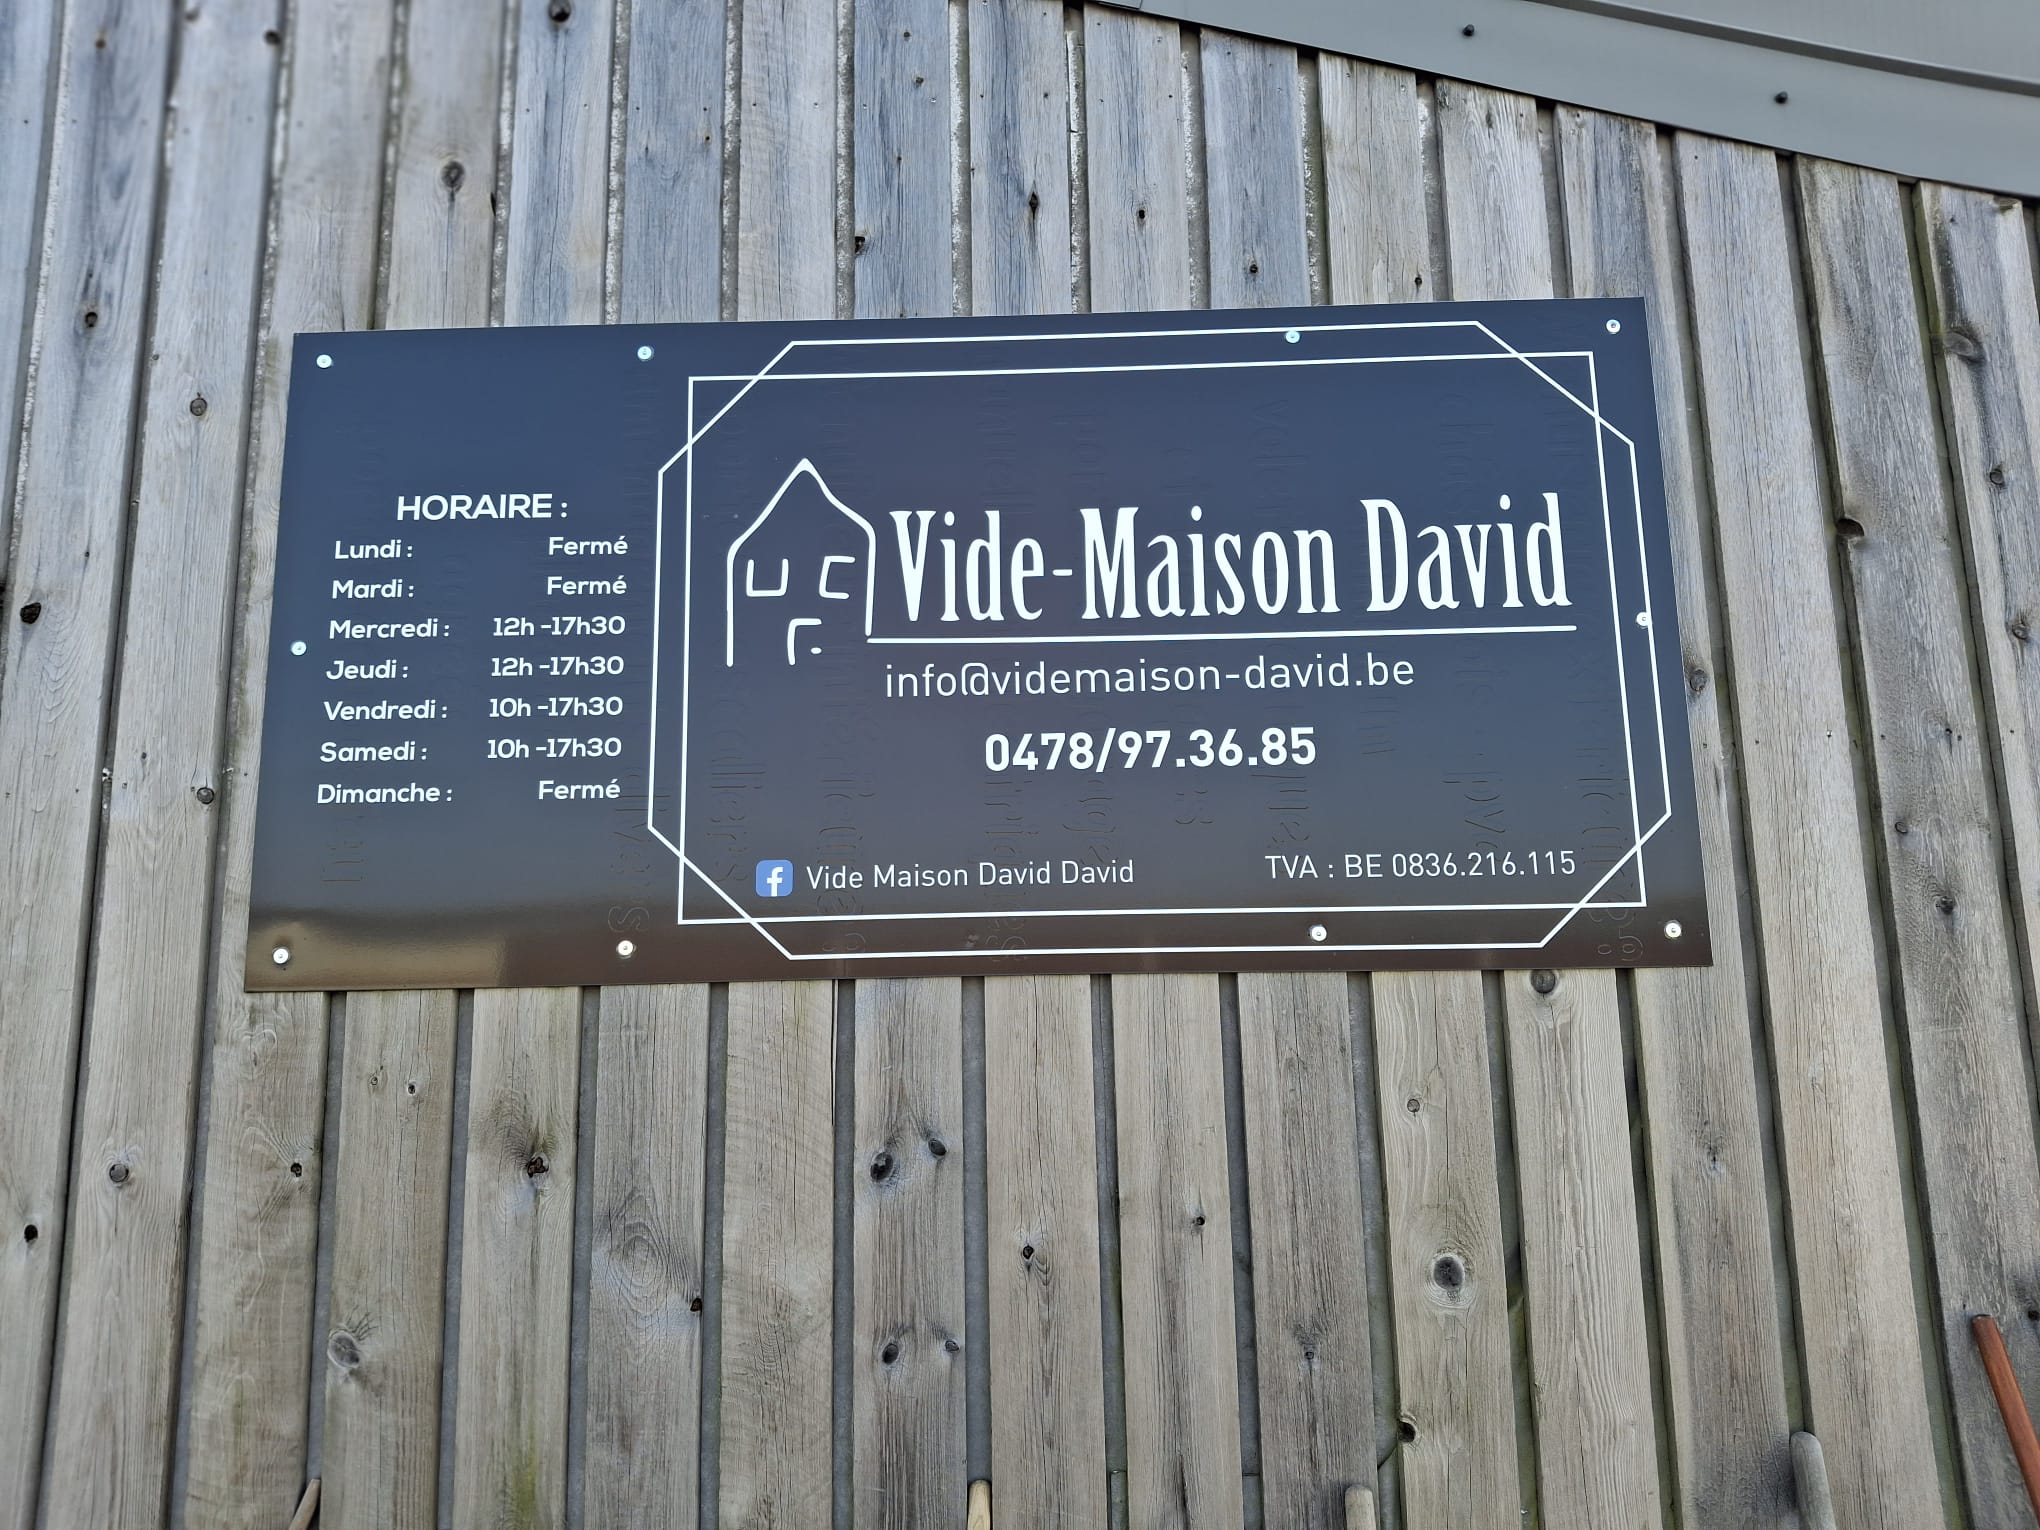 HORAIRE :
Lundi : Fermé
Mardi : Fermé
Mercredi : 12h -17h30
Jeudi : 12h -17h30
Vendredi : 10h -17h30
Samedi : 10h -17h30
Dimanche : Fermé
Vide-Maison David
info@videmaison-david.be
0478/97.36.85
Vide Maison David David
TVA : BE 0836.216.115